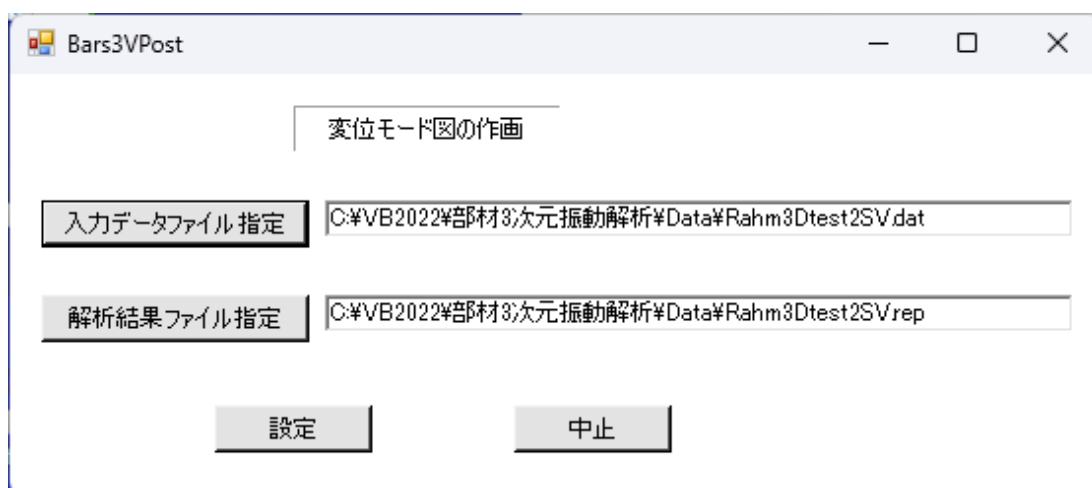 Bars3VPost
変位モード図の作画
入力データファイル指定 C:¥VB2022¥部材3次元振動解析¥Data¥Rahm3Dtest2SV.dat
解析結果ファイル指定 C:¥VB2022¥部材3次元振動解析¥Data¥Rahm3Dtest2SV.rep
設定 中止